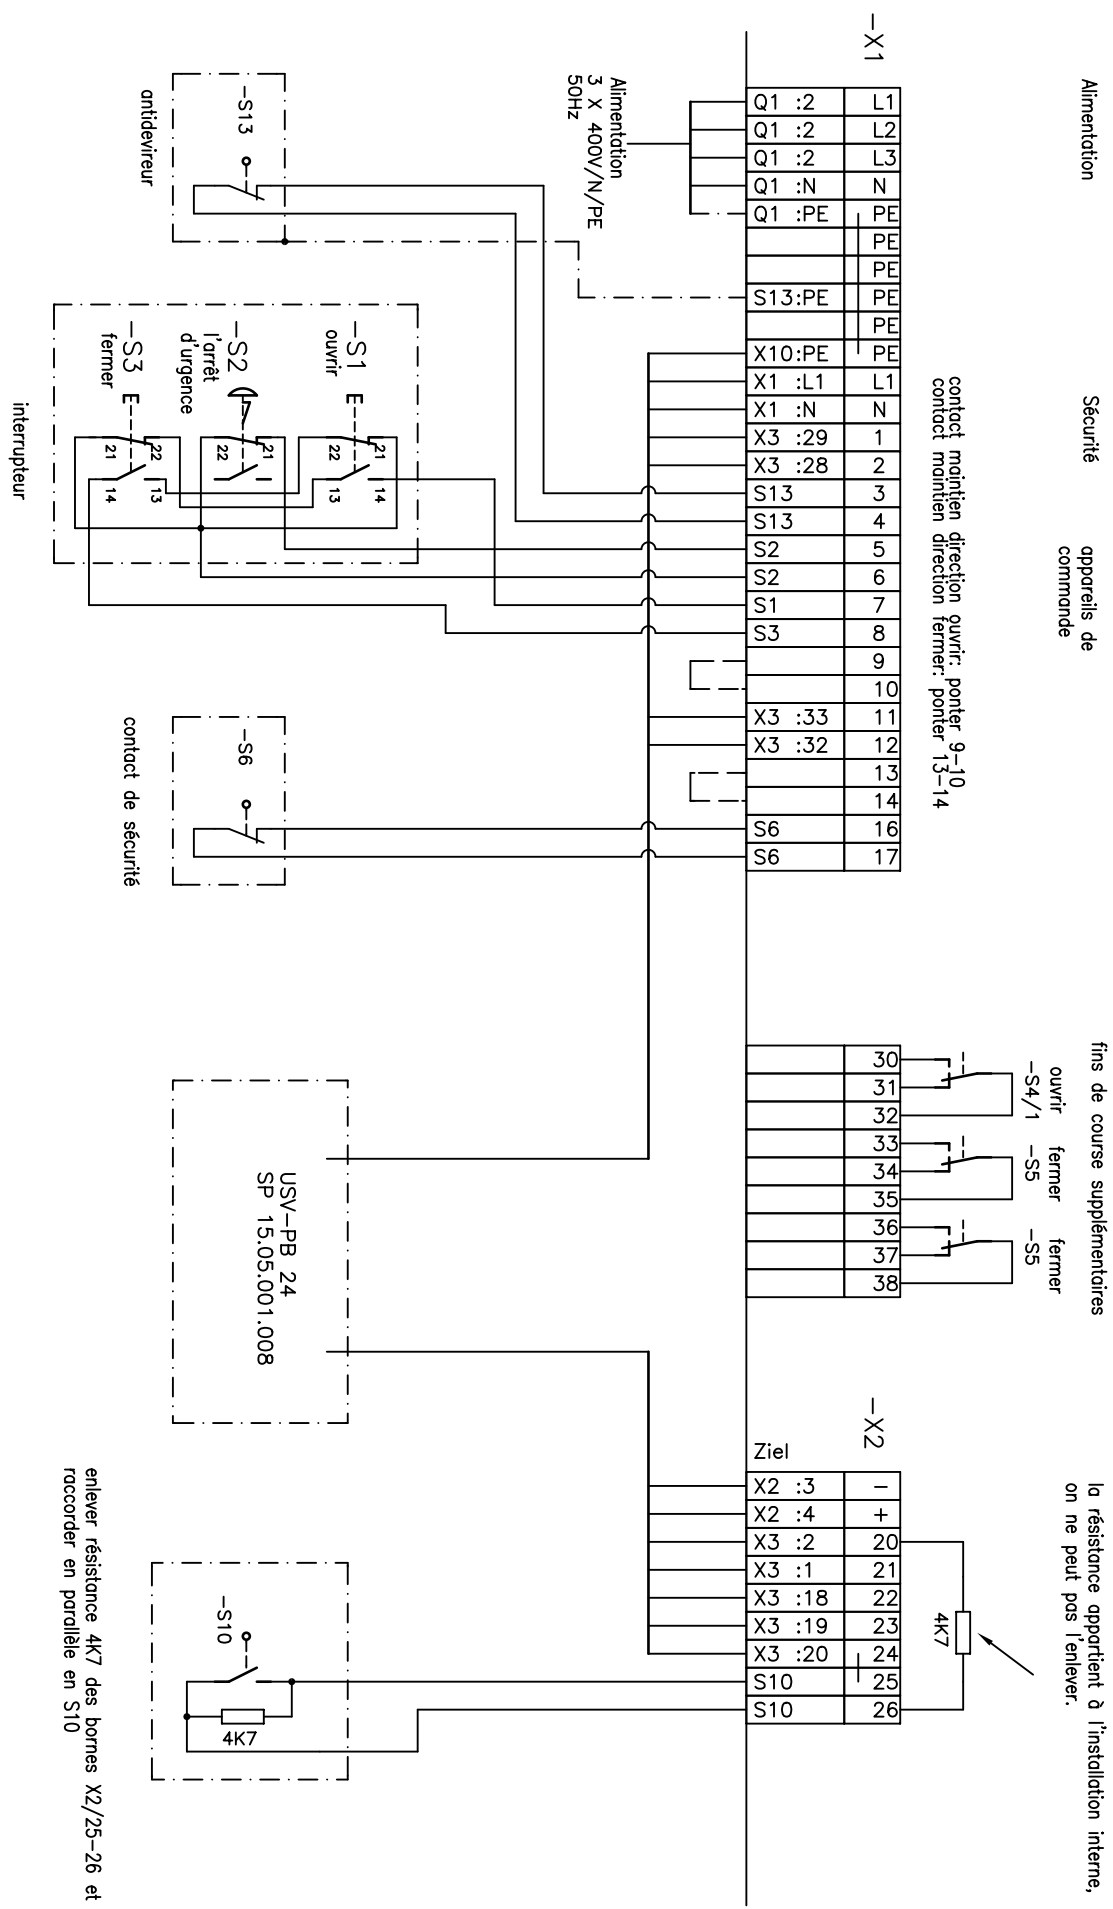 -X1
Alimentation
Sécurité
appareils de
commande
fins de course supplémentaires
la résistance appartient à l'installation interne,
on ne peut pas l'enlever.
contact maintien direction ouvrir: ponter 9-10
contact maintien direction fermer: ponter 13-14
Q1 :2 L1
Q1 :2 L2
Q1 :2 L3
Q1 :N N
Q1 :PE PE
PE
PE
S13:PE PE
PE
X10:PE PE
X1 :L1 L1
X1 :N N
X3 :29 1
X3 :28 2
S13 3
S13 4
S2 5
S2 6
S1 7
S3 8
9
10
X3 :33 11
X3 :32 12
13
14
S6 16
S6 17
Alimentation
3 X 400V/N/PE
50Hz
-S13
antidevireur
-S1
ouvrir
-S2
l'arrêt
d'urgence
-S3
fermer
21
22
14
13
21
22
22
21
13
14
interrupteur
-S6
contact de sécurité
30
31
32
33
34
35
36
37
38
ouvrir
-S4/1
fermer
-S5
fermer
-S5
USV-PB 24
SP 15.05.001.008
-X2
Ziel
X2 :3 -
X2 :4 +
X3 :2 20
X3 :1 21
X3 :18 22
X3 :19 23
X3 :20 24
S10 25
S10 26
4K7
-S10
4K7
enlever résistance 4K7 des bornes X2/25-26 et
raccorder en parallèle en S10